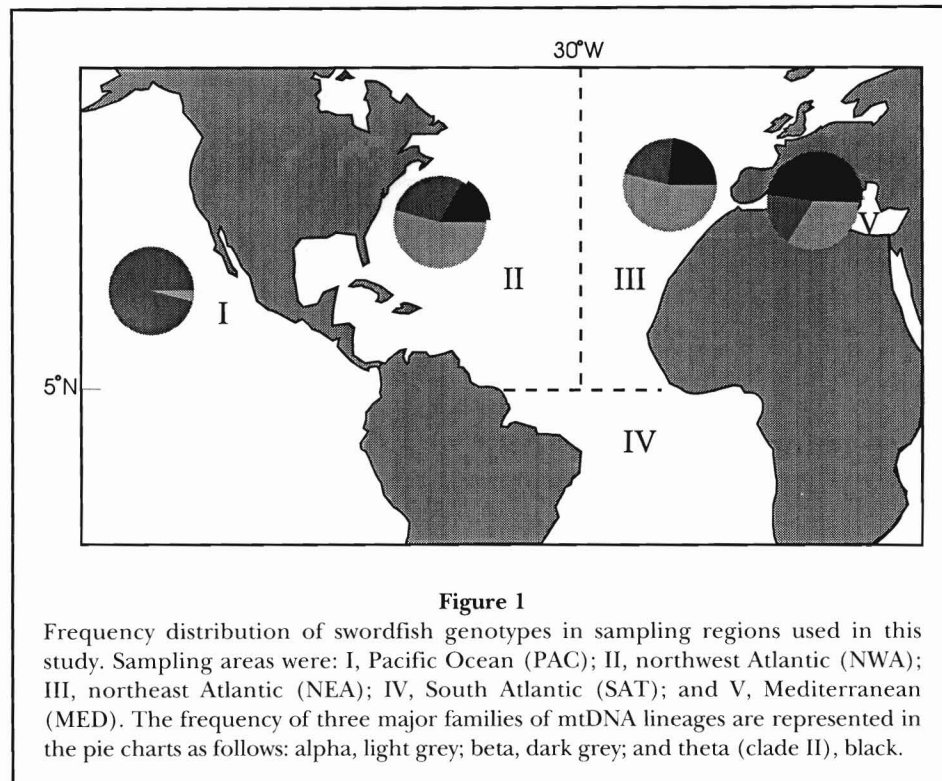 30°W
II
III
V
I
5°N
IV
Figure 1
Frequency distribution of swordfish genotypes in sampling regions used in this
study. Sampling areas were: I, Pacific Ocean (PAC); II, northwest Atlantic (NWA);
III, northeast Atlantic (NEA); IV, South Atlantic (SAT); and V, Mediterranean
(MED). The frequency of three major families of mtDNA lineages are represented in
the pie charts as follows: alpha, light grey; beta, dark grey; and theta (clade II), black.